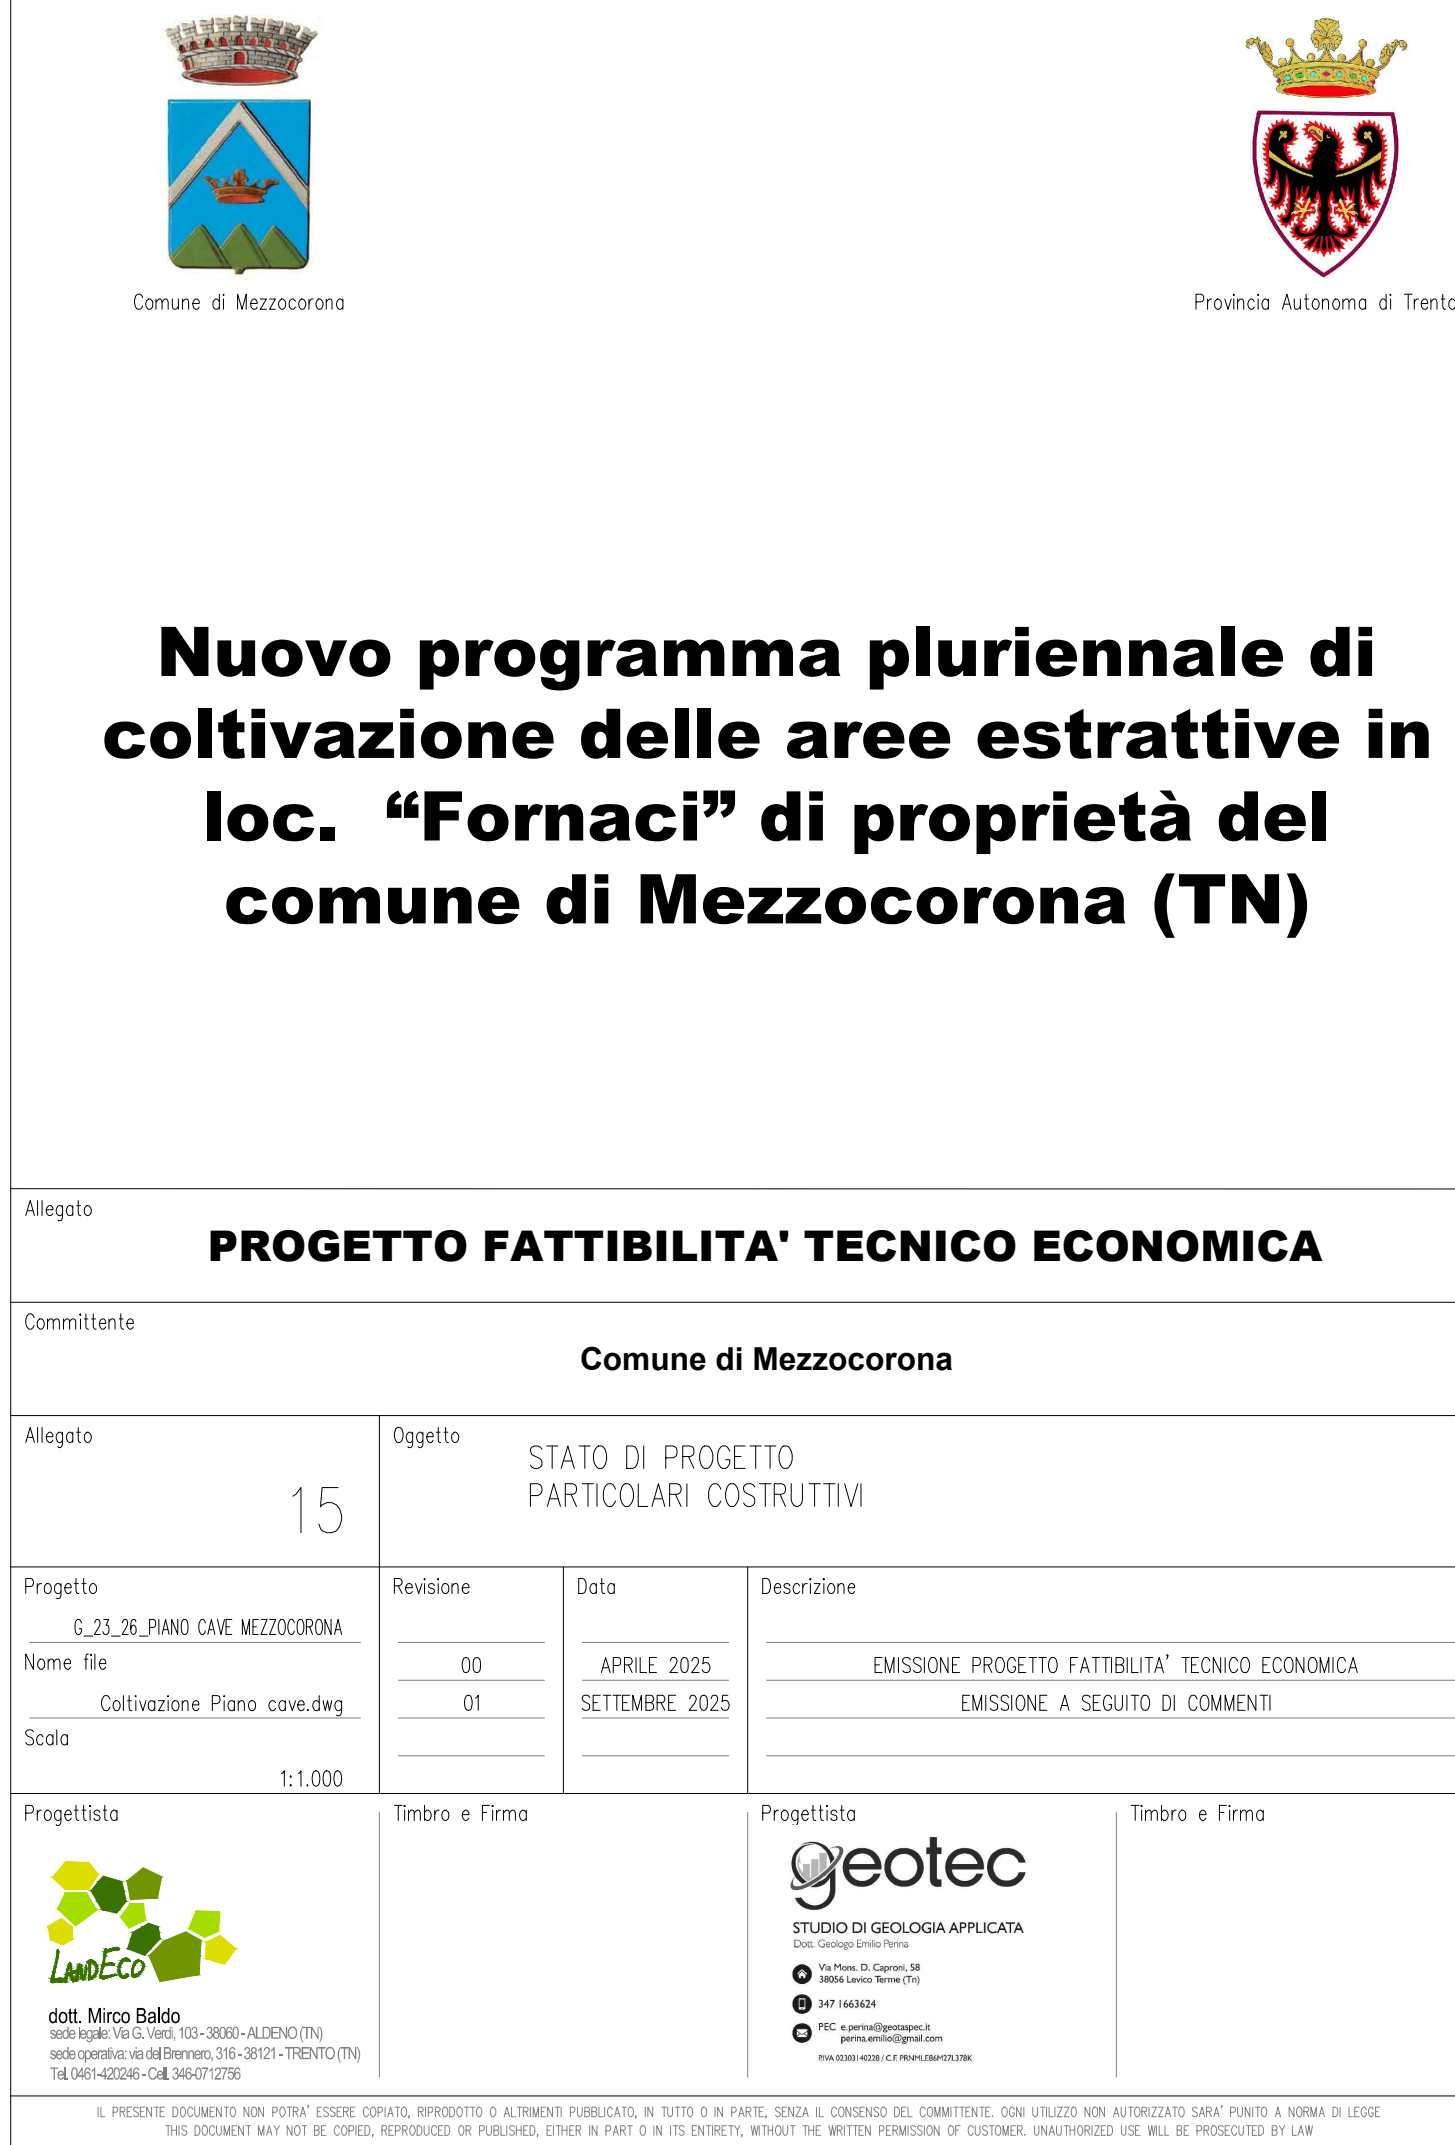 Comune di Mezzocorona
Provincia Autonoma di Trento
Nuovo programma pluriennale di
coltivazione delle aree estrattive in
loc. “Fornaci” di proprietà del
comune di Mezzocorona (TN)
Allegato
PROGETTO FATTIBILITA' TECNICO ECONOMICA
Committente
Comune di Mezzocorona
Allegato
15
Oggetto
STATO DI PROGETTO
PARTICOLARI COSTRUTTIVI
Progetto
G_23_26_PIANO CAVE MEZZOCORONA
Nome file
Coltivazione Piano cave.dwg
Scala
1:1.000
Revisione
Data
Descrizione
00 APRILE 2025 EMISSIONE PROGETTO FATTIBILITA' TECNICO ECONOMICA
01 SETTEMBRE 2025 EMISSIONE A SEGUITO DI COMMENTI
Progettista
LANDECO
dott. Mirco Baldo
sede legale: Via G. Verdi, 103 - 38060 - ALDENO (TN)
sede operativa: via del Brennero, 316 - 38121 - TRENTO (TN)
Tel. 0461-420246 - Cell. 346-0712756
Timbro e Firma
Progettista
geotec
STUDIO DI GEOLOGIA APPLICATA
Dott. Geologo Emilio Perina
Via Mons. D. Caproni, 58
38056 Levico Terme (Tn)
347 1663624
PEC e.perina@geotaspec.it
perina.emilio@gmail.com
P.IVA 02303140228 / C.F. PRNMLE86M27L378K
Timbro e Firma
IL PRESENTE DOCUMENTO NON POTRA' ESSERE COPIATO, RIPRODOTTO O ALTRIMENTI PUBBLICATO, IN TUTTO O IN PARTE, SENZA IL CONSENSO DEL COMMITTENTE. OGNI UTILIZZO NON AUTORIZZATO SARA' PUNITO A NORMA DI LEGGE
THIS DOCUMENT MAY NOT BE COPIED, REPRODUCED OR PUBLISHED, EITHER IN PART O IN ITS ENTIRETY, WITHOUT THE WRITTEN PERMISSION OF CUSTOMER. UNAUTHORIZED USE WILL BE PROSECUTED BY LAW